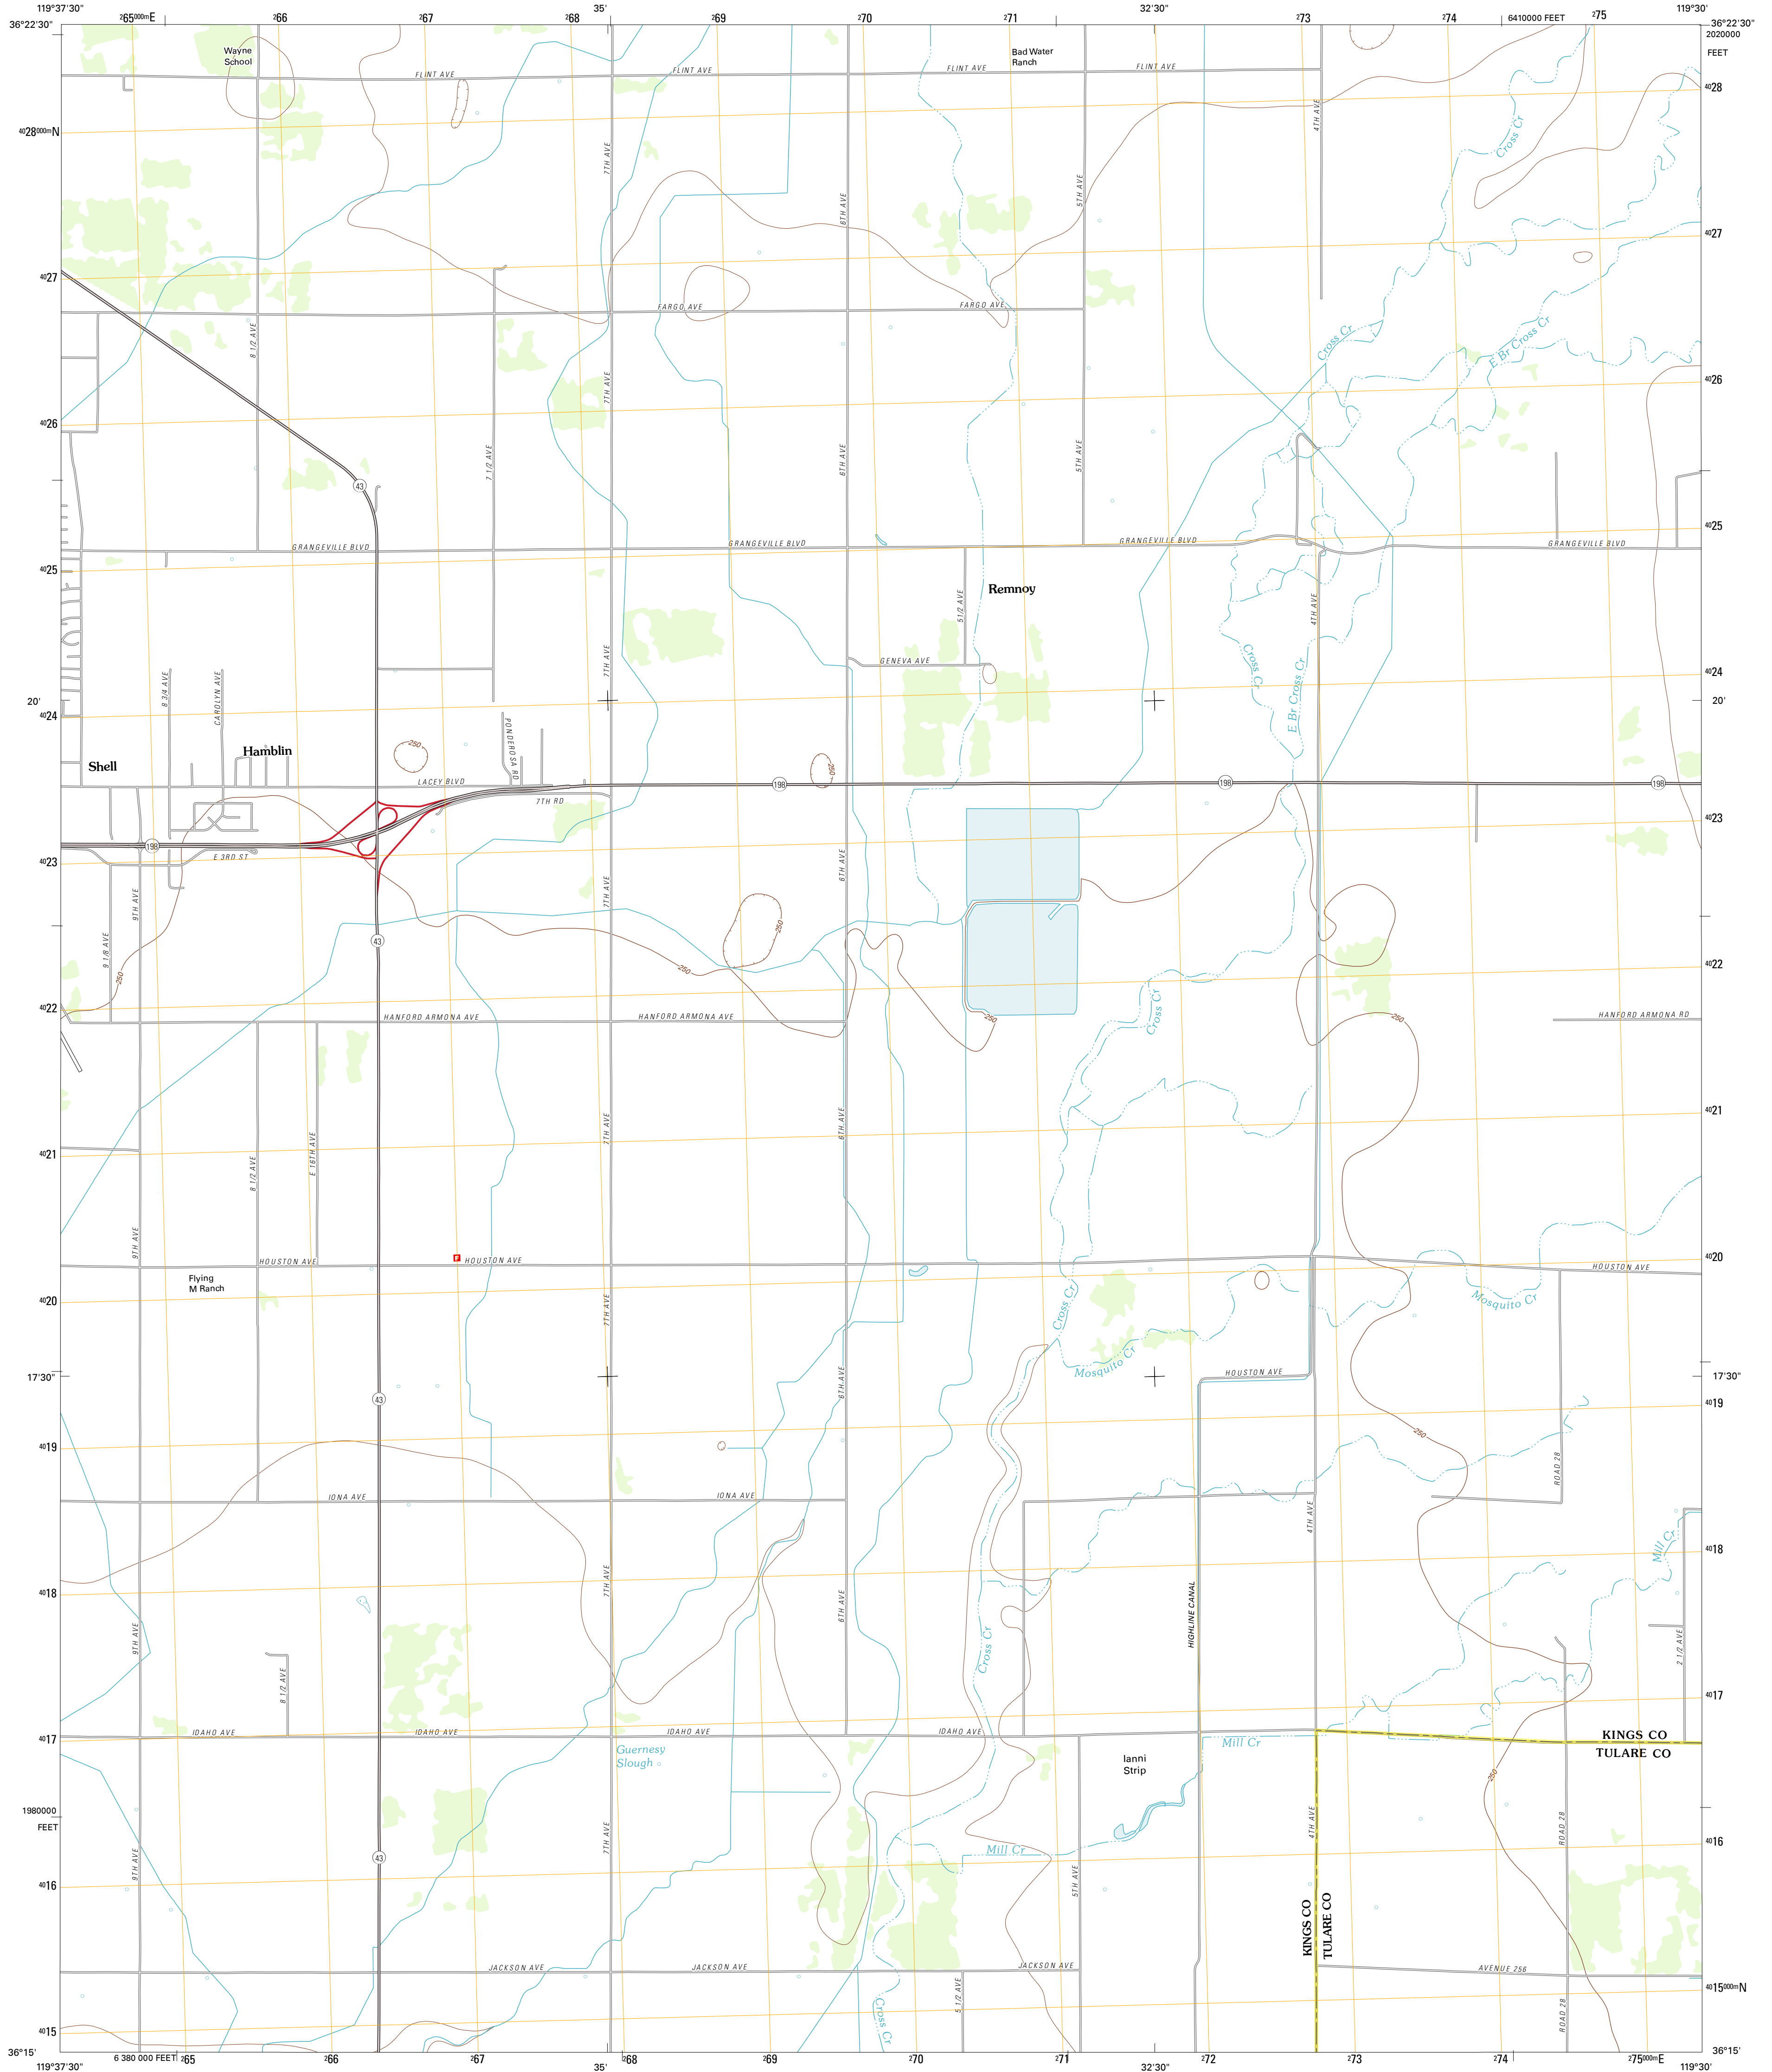 119°37'30"
²65⁰⁰⁰ᵐE
²66
²67
²68
35'
²69
²70
²71
32'30"
²73
²74
6410000 FEET
²75
119°30'
36°22'30"
36°22'30"
2020000
FEET
Wayne
School
Bad Water
Ranch
FLINT AVE
FLINT AVE
FLINT AVE
FLINT AVE
⁴⁰28
⁴⁰28⁰⁰⁰ᵐN
4TH AVE
Cross Cr
7TH AVE
5TH AVE
6TH AVE
⁴⁰27
⁴⁰27
FARGO AVE
FARGO AVE
8 1/2 AVE
Cross Cr
E Br Cross Cr
7TH AVE
⁴⁰26
⁴⁰26
7 1/2 AVE
6TH AVE
5TH AVE
43
⁴⁰25
GRANGEVILLE BLVD
GRANGEVILLE BLVD
GRANGEVILLE BLVD
GRANGEVILLE BLVD
⁴⁰25
Remnoy
5 1/2 AVE
4TH AVE
GENEVA AVE
7TH AVE
Cross Cr
E Br Cross Cr
⁴⁰24
8 3/4 AVE
CAROLYN AVE
20'
20'
⁴⁰24
PONDEROSA RD
250
Hamblin
Shell
250
LACEY BLVD
198
198
198
7TH RD
⁴⁰23
198
E 3RD ST
⁴⁰23
9TH AVE
7TH AVE
6TH AVE
250
43
9 1/8 AVE
250
250
⁴⁰22
⁴⁰22
Cross Cr
HANFORD ARMONA AVE
HANFORD ARMONA AVE
250
250
HANFORD ARMONA RD
⁴⁰21
7TH AVE
6TH AVE
⁴⁰21
8 1/2 AVE
E 16TH AVE
9TH AVE
F
HOUSTON AVE
HOUSTON AVE
HOUSTON AVE
⁴⁰20
Flying
M Ranch
⁴⁰20
7TH AVE
Cross Cr
Mosquito Cr
Mosquito Cr
17'30"
17'30"
HOUSTON AVE
6TH AVE
43
⁴⁰19
250
⁴⁰19
ROAD 28
IONA AVE
IONA AVE
4TH AVE
Mill Cr
⁴⁰18
⁴⁰18
7TH AVE
6TH AVE
HIGHLINE CANAL
9TH AVE
Cross Cr
2 1/2 AVE
8 1/2 AVE
⁴⁰17
IDAHO AVE
IDAHO AVE
IDAHO AVE
IDAHO AVE
KINGS CO
TULARE CO
⁴⁰17
Guernesy
Slough
Mill Cr
Ianni
Strip
250
1980000
FEET
7TH AVE
4TH AVE
ROAD 28
⁴⁰16
43
9TH AVE
Mill Cr
5TH AVE
⁴⁰16
KINGS CO
TULARE CO
JACKSON AVE
JACKSON AVE
JACKSON AVE
AVENUE 256
⁴⁰15⁰⁰⁰ᵐN
5 1/2 AVE
Cross Cr
ROAD 28
⁴⁰15
36°15'
36°15'
6 380 000 FEET
²65
²66
²67
35'
²68
²69
²70
²71
32'30"
²72
²73
²74
²75⁰⁰⁰ᵐE
119°37'30"
119°30'